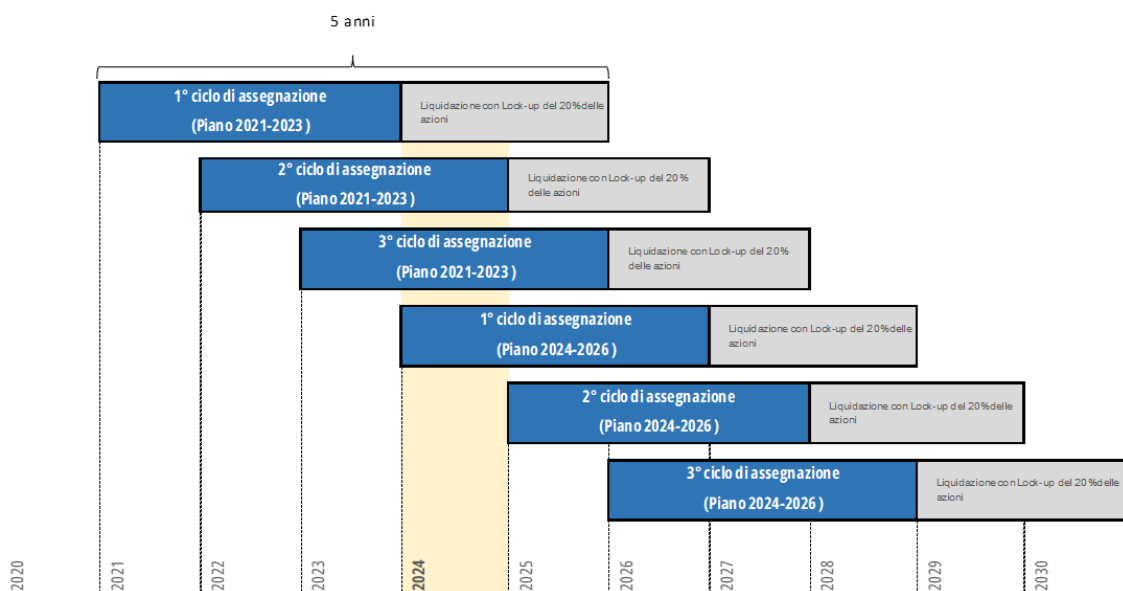 5 anni
1° ciclo di assegnazione
(Piano 2021-2023)
Liquidazione con Lock-up del 20%delle
azioni
2° ciclo di assegnazione
(Piano 2021-2023 )
Liquidazione con Lock-up del 20%
delle azioni
3° ciclo di assegnazione
(Piano 2021-2023 )
Liquidazione con Lock-up del 20%
delle azioni
1° ciclo di assegnazione
(Piano 2024-2026 )
Liquidazione con Lock-up del 20%delle
azioni
2° ciclo di assegnazione
(Piano 2024-2026 )
Liquidazione con Lock-up del 20%delle
azioni
3° ciclo di assegnazione
(Piano 2024-2026 )
Liquidazione con Lock-up del 20%delle
azioni
2020
2021
2022
2023
2024
2025
2026
2027
2028
2029
2030